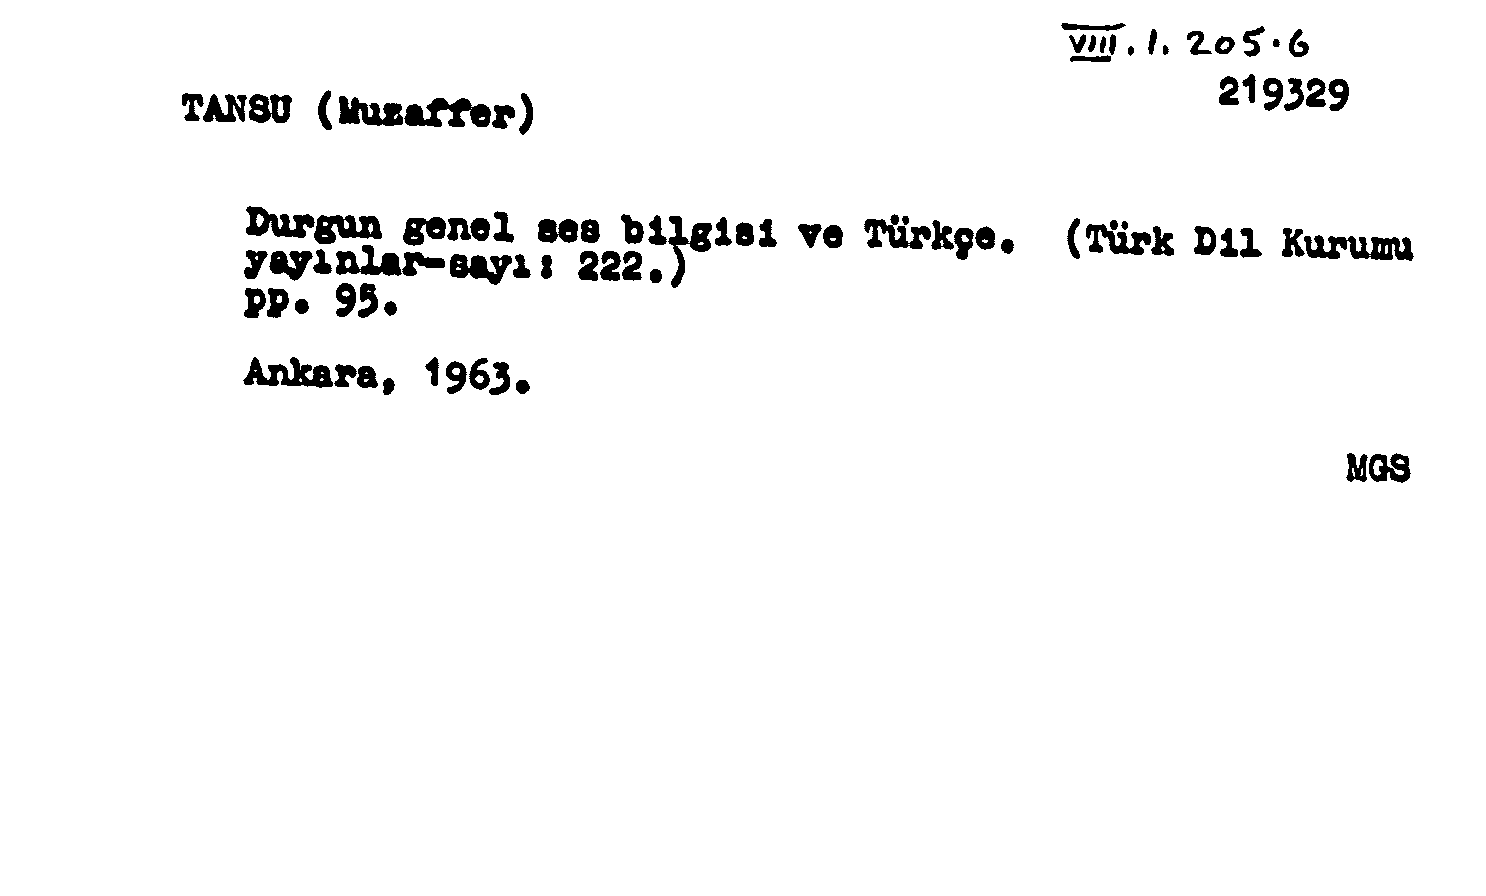 VIII.1.205.6
219329
TANSU (Muzaffer)
Durgun genel ses bilgisi ve Türkçe. (Türk Dil Kurumu
yayınlar-sayı: 222.)
pp. 95.
Ankara, 1963.
MGS